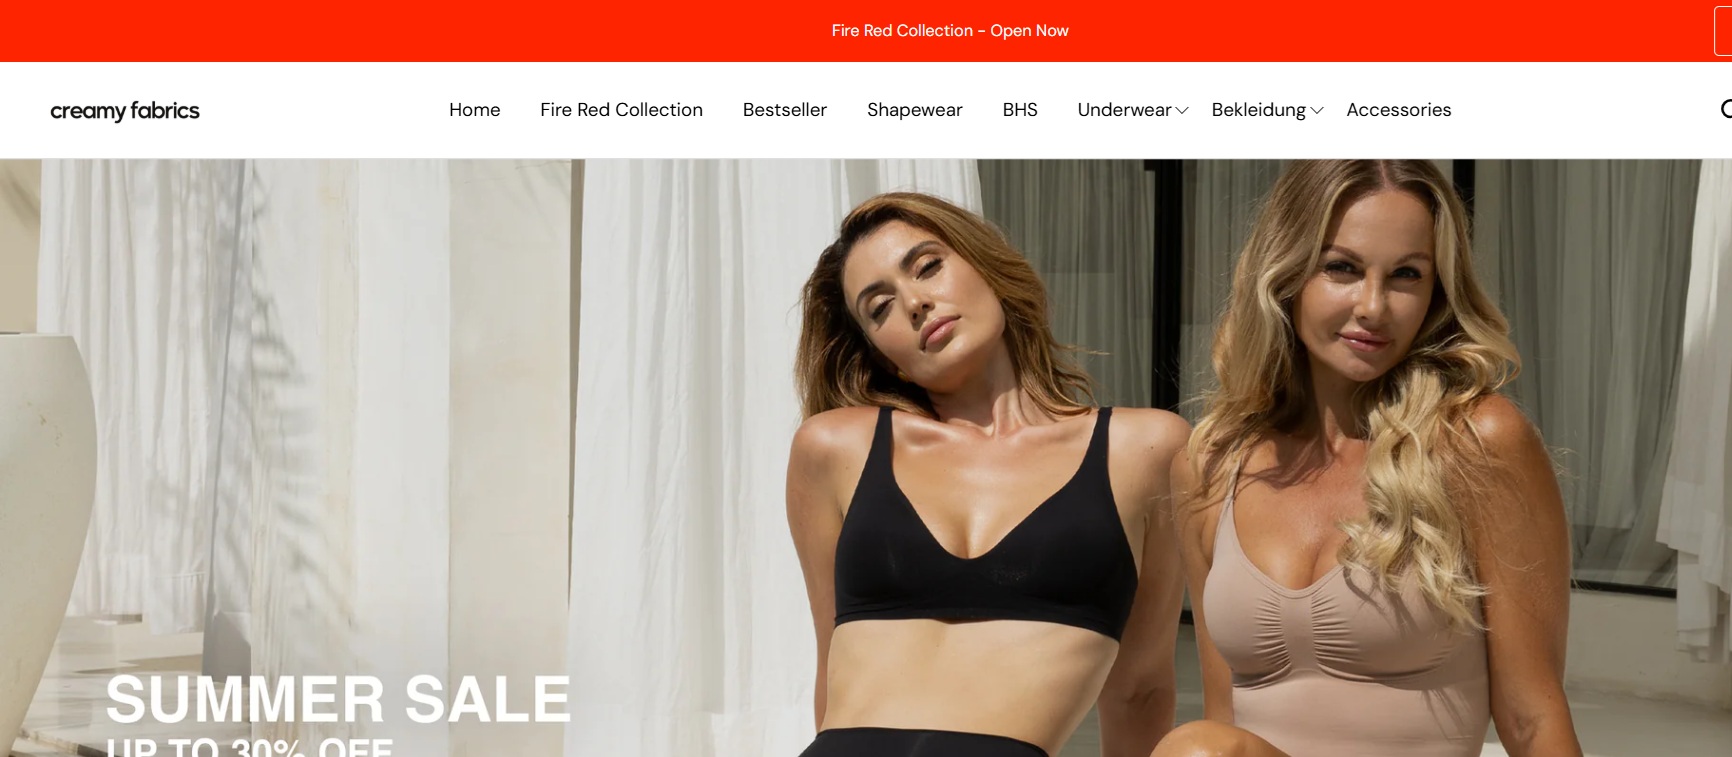 Fire Red Collection - Open Now
creamy fabrics
Home
Fire Red Collection
Bestseller
Shapewear
BHS
Underwear
Bekleidung
Accessories
SUMMER SALE
UP TO 30% OFF